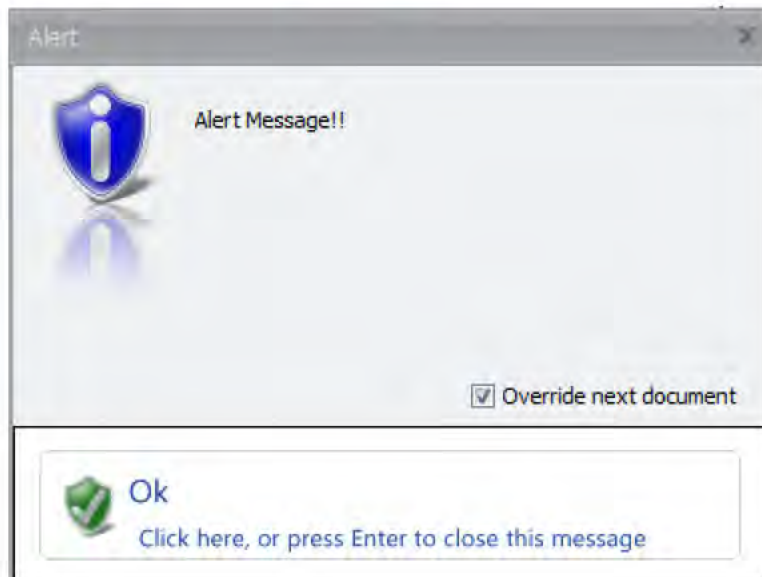 Alert
Alert Message!!
Override next document
Ok
Click here, or press Enter to close this message